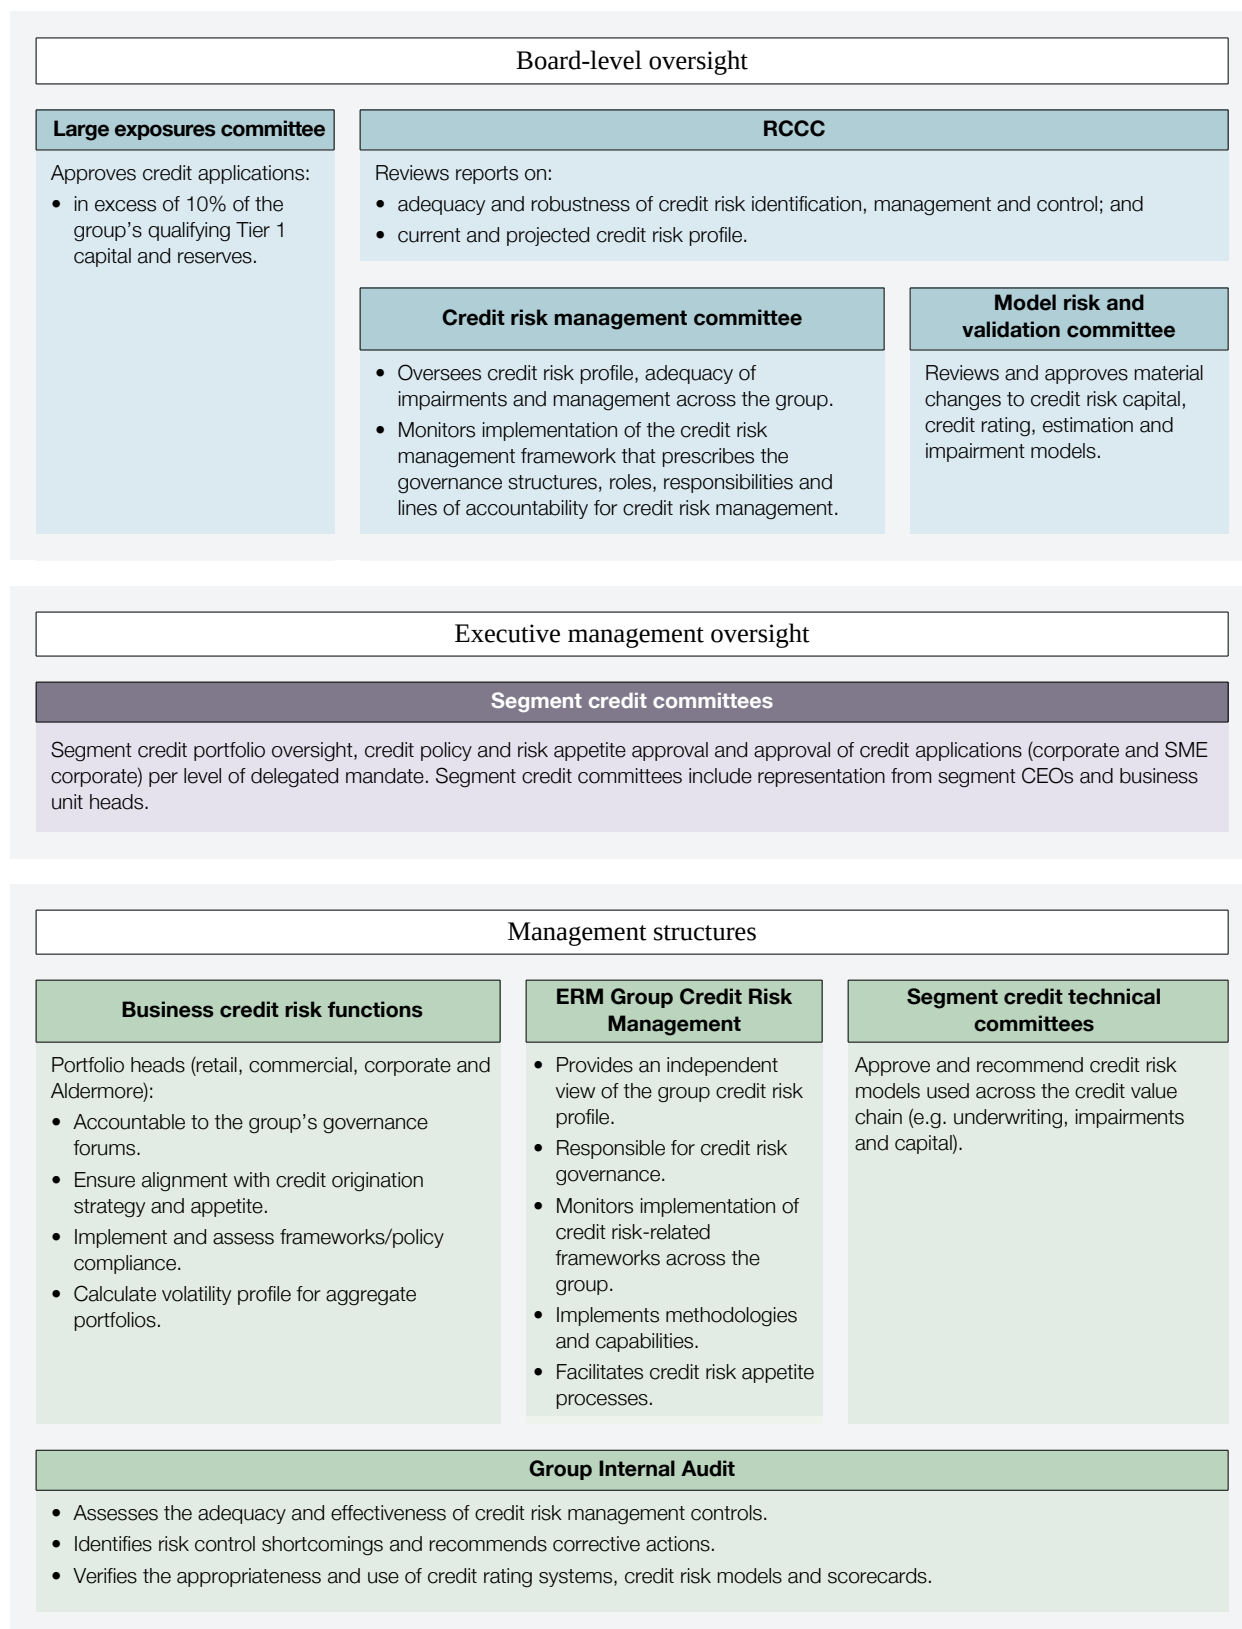 Board-level oversight
Large exposures committee
Approves credit applications:
• in excess of 10% of the
group’s qualifying Tier 1
capital and reserves.
RCCC
Reviews reports on:
• adequacy and robustness of credit risk identification, management and control; and
• current and projected credit risk profile.
Credit risk management committee
• Oversees credit risk profile, adequacy of
impairments and management across the group.
• Monitors implementation of the credit risk
management framework that prescribes the
governance structures, roles, responsibilities and
lines of accountability for credit risk management.
Model risk and
validation committee
Reviews and approves material
changes to credit risk capital,
credit rating, estimation and
impairment models.
Executive management oversight
Segment credit committees
Segment credit portfolio oversight, credit policy and risk appetite approval and approval of credit applications (corporate and SME
corporate) per level of delegated mandate. Segment credit committees include representation from segment CEOs and business
unit heads.
Management structures
Business credit risk functions
Portfolio heads (retail, commercial, corporate and
Aldermore):
• Accountable to the group’s governance
forums.
• Ensure alignment with credit origination
strategy and appetite.
• Implement and assess frameworks/policy
compliance.
• Calculate volatility profile for aggregate
portfolios.
ERM Group Credit Risk
Management
• Provides an independent
view of the group credit risk
profile.
• Responsible for credit risk
governance.
• Monitors implementation of
credit risk-related
frameworks across the
group.
• Implements methodologies
and capabilities.
• Facilitates credit risk appetite
processes.
Segment credit technical
committees
Approve and recommend credit risk
models used across the credit value
chain (e.g. underwriting, impairments
and capital).
Group Internal Audit
• Assesses the adequacy and effectiveness of credit risk management controls.
• Identifies risk control shortcomings and recommends corrective actions.
• Verifies the appropriateness and use of credit rating systems, credit risk models and scorecards.